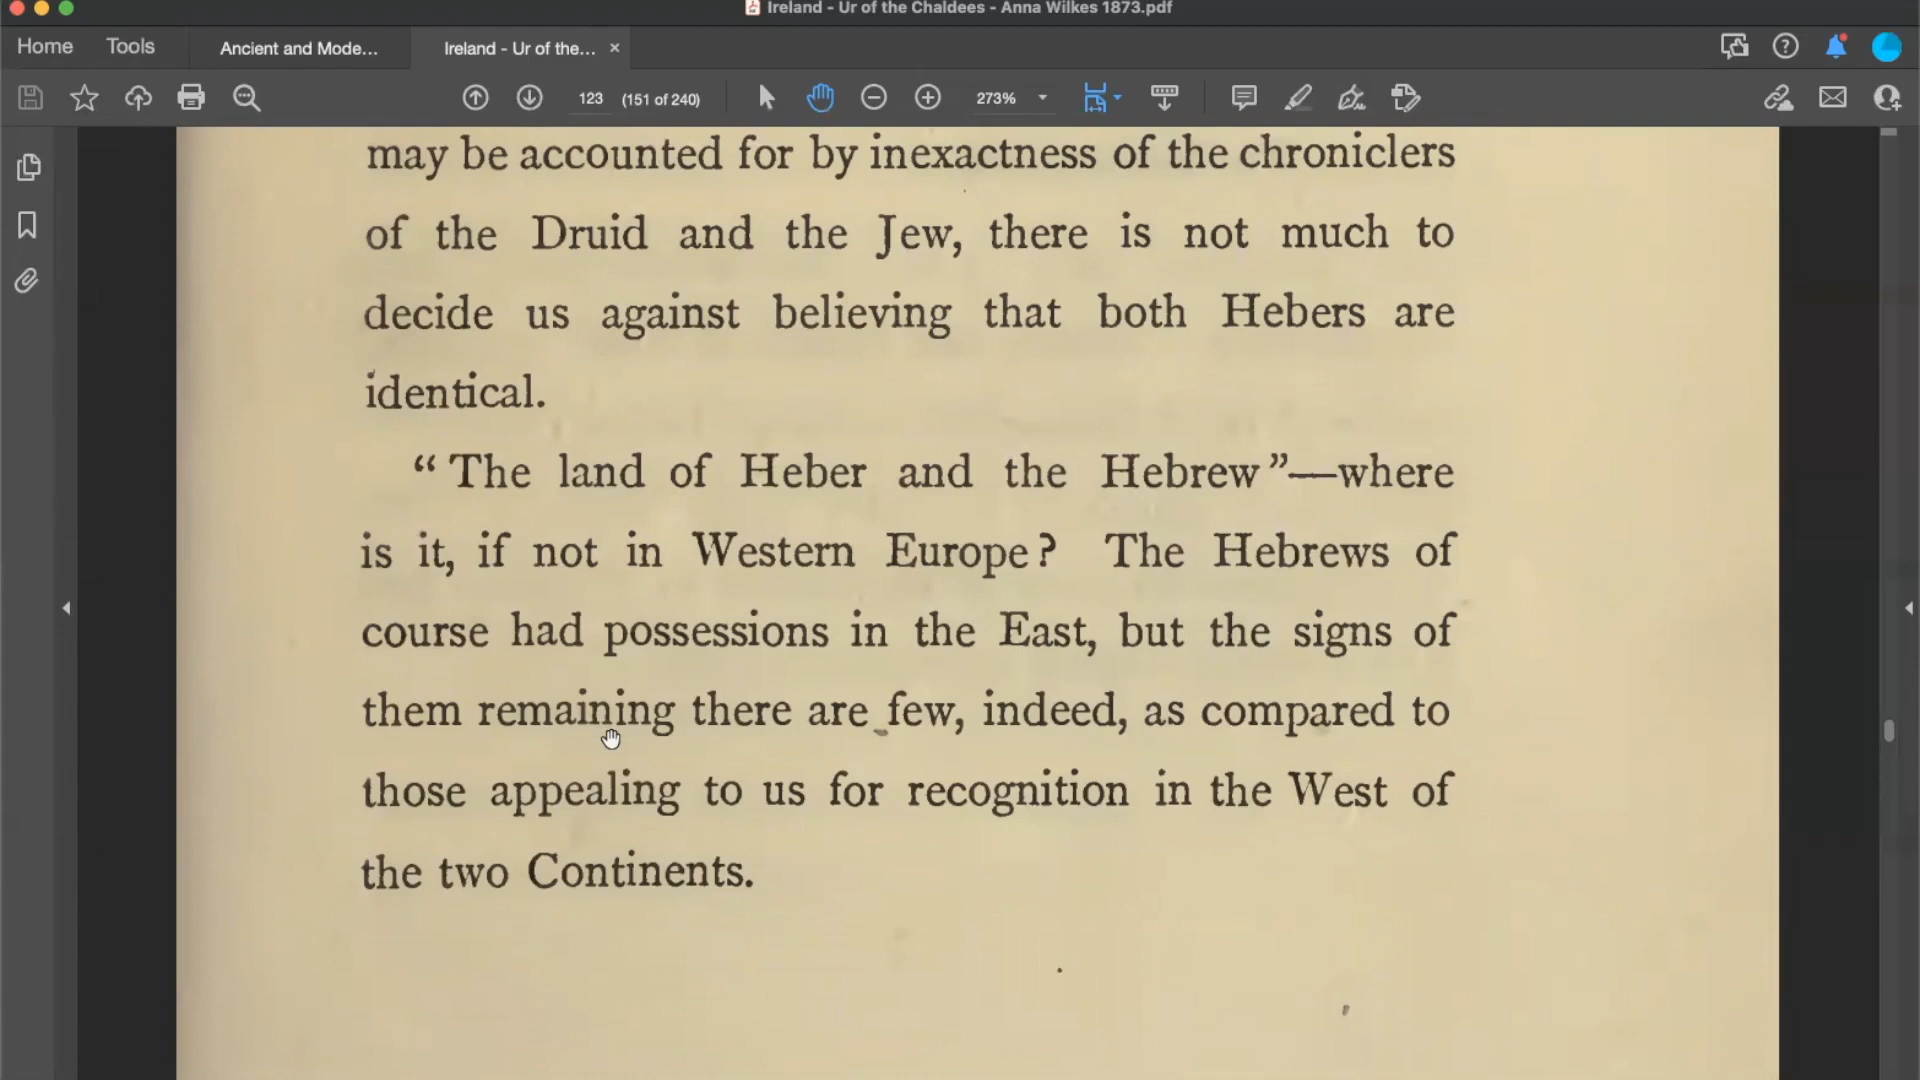 Ireland - Ur of the Chaldees - Anna Wilkes 1873.pdf
Home Tools Ancient and Mode... Ireland - Ur of the... ×
123 (151 of 240) 273%
may be accounted for by inexactness of the chroniclers
of the Druid and the Jew, there is not much to
decide us against believing that both Hebers are
identical.
“ The land of Heber and the Hebrew ”—where
is it, if not in Western Europe ? The Hebrews of
course had possessions in the East, but the signs of
them remaining there are few, indeed, as compared to
those appealing to us for recognition in the West of
the two Continents.